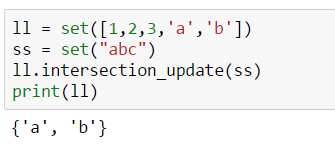 ll = set([1,2,3,'a','b'])
ss = set("abc")
ll.intersection_update(ss)
print(ll)
{'a', 'b'}